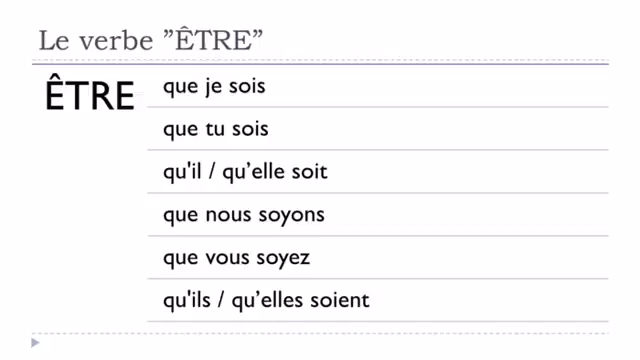 Le verbe ”ÊTRE”
ÊTRE
que je sois
que tu sois
qu'il / qu’elle soit
que nous soyons
que vous soyez
qu'ils / qu’elles soient